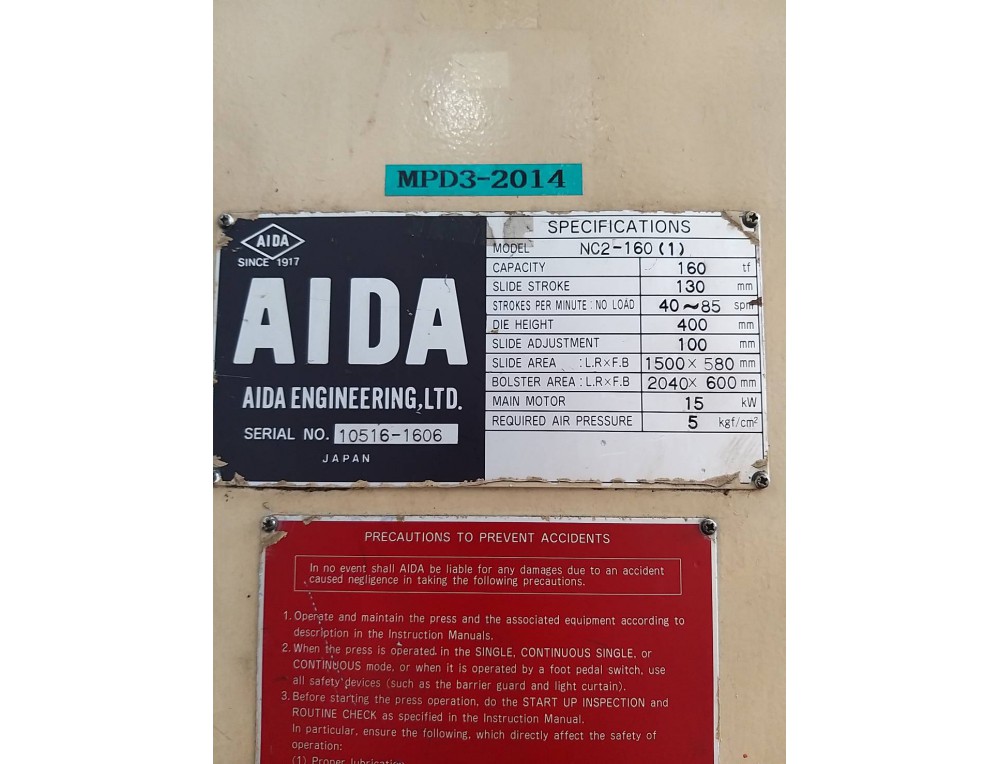 MPD3-2014
AIDA
SINCE 1917
AIDA
AIDA ENGINEERING,LTD.
SERIAL NO. 10516-1606
JAPAN
SPECIFICATIONS
MODEL NC2-160 (1)
CAPACITY 160 tf
SLIDE STROKE 130 mm
STROKES PER MINUTE : NO LOAD 40~85 spm
DIE HEIGHT 400 mm
SLIDE ADJUSTMENT 100 mm
SLIDE AREA : L.R×F.B 1500× 580 mm
BOLSTER AREA : L.R×F.B 2040× 600 mm
MAIN MOTOR 15 kW
REQUIRED AIR PRESSURE 5 kgf/cm²
PRECAUTIONS TO PREVENT ACCIDENTS
In no event shall AIDA be liable for any damages due to an accident
caused negligence in taking the following precautions.
1. Operate and maintain the press and the associated equipment according to
description in the Instruction Manuals.
2. When the press is operated in the SINGLE, CONTINUOUS SINGLE, or
CONTINUOUS mode, or when it is operated by a foot pedal switch, use
all safety devices (such as the barrier guard and light curtain).
3. Before starting the press operation, do the START UP INSPECTION and
ROUTINE CHECK as specified in the Instruction Manual.
In particular, ensure the following, which directly affect the safety of
operation:
(1) Proper lubrication